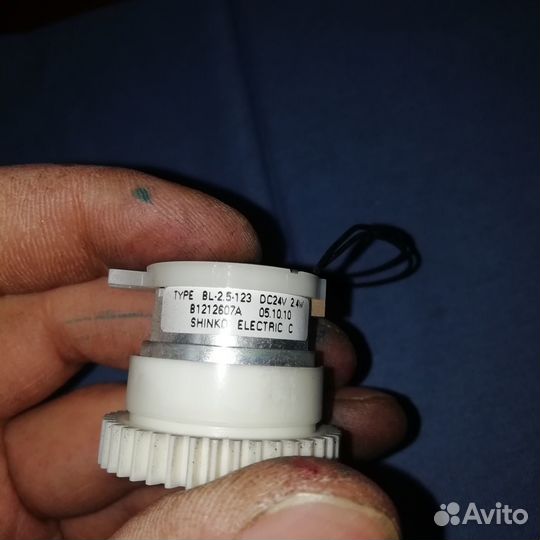 TYPE BL-2.5-123 DC24V 2.4W
B1212607A 05.10.10
SHINKO ELECTRIC C
Avito